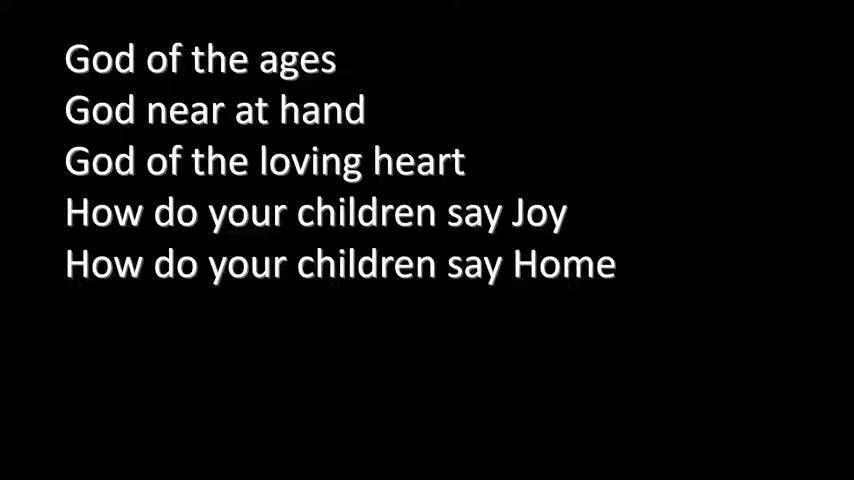 God of the ages
God near at hand
God of the loving heart
How do your children say Joy
How do your children say Home